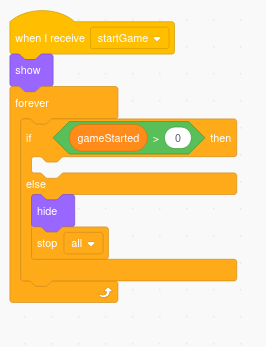 when I receive startGame
show
forever
if gameStarted > 0 then
else
hide
stop all